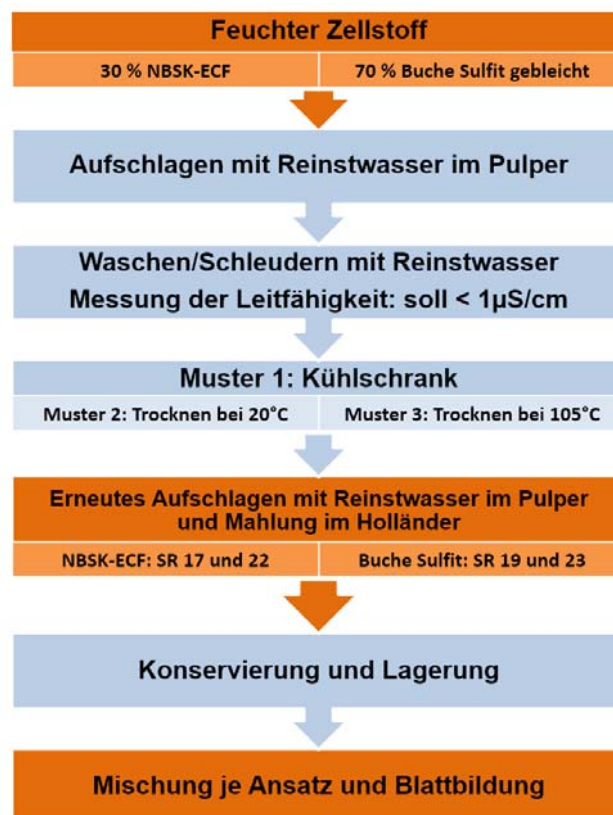 Feuchter Zellstoff
30 % NBSK-ECF
70 % Buche Sulfit gebleicht
Aufschlagen mit Reinstwasser im Pulper
Waschen/Schleudern mit Reinstwasser
Messung der Leitfähigkeit: soll < 1µS/cm
Muster 1: Kühlschrank
Muster 2: Trocknen bei 20°C
Muster 3: Trocknen bei 105°C
Erneutes Aufschlagen mit Reinstwasser im Pulper
und Mahlung im Holländer
NBSK-ECF: SR 17 und 22
Buche Sulfit: SR 19 und 23
Konservierung und Lagerung
Mischung je Ansatz und Blattbildung